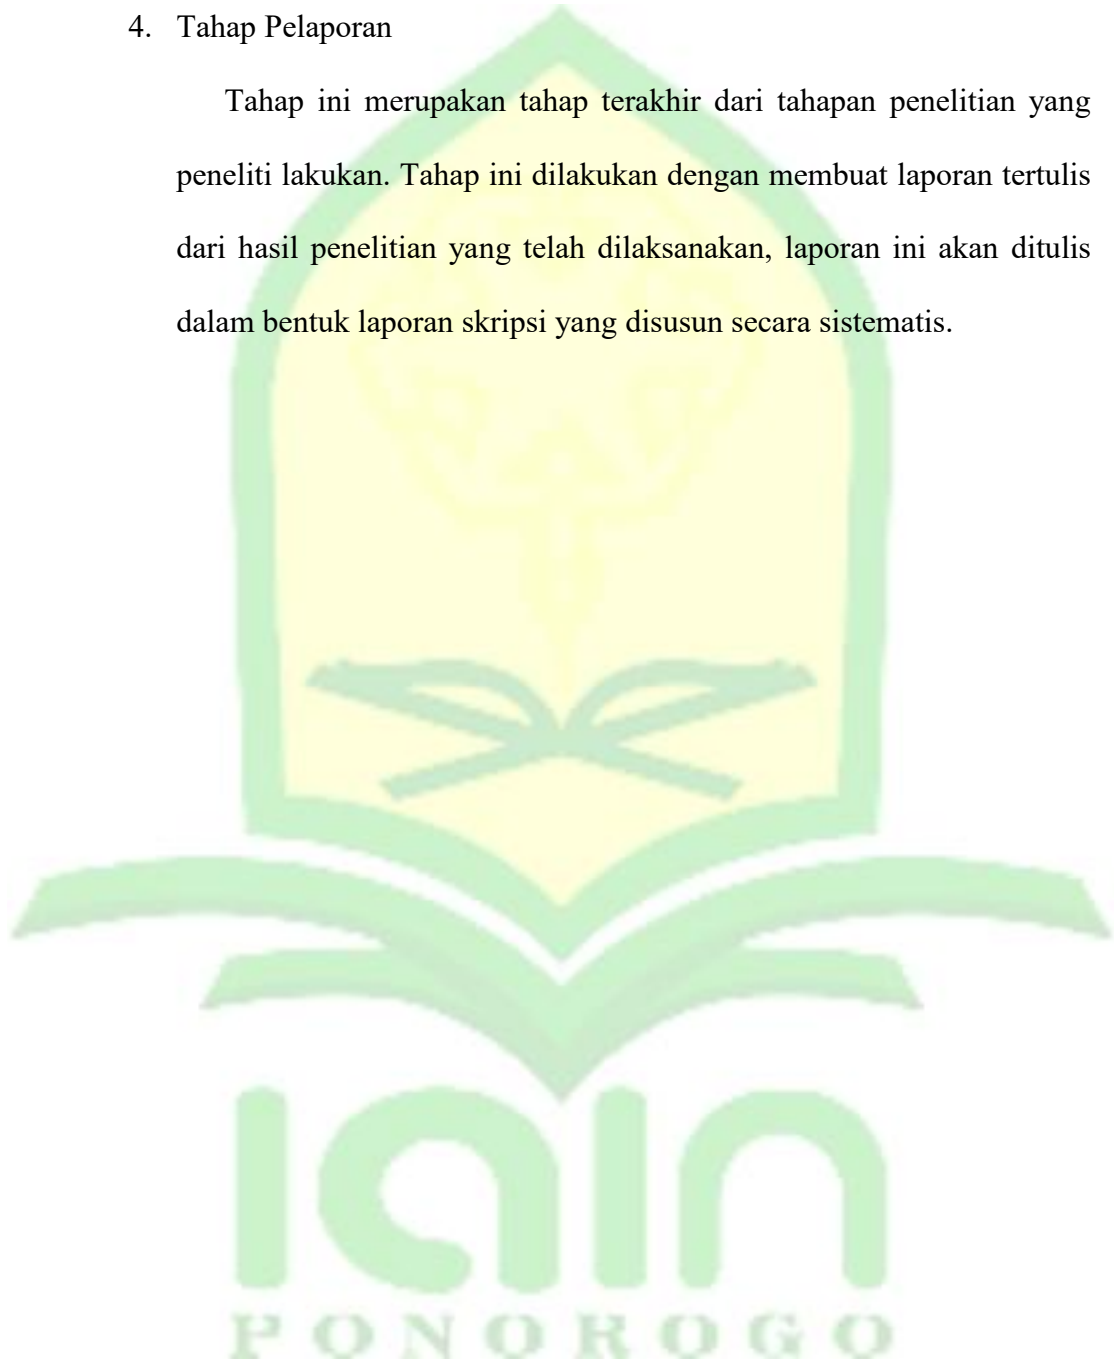 4. Tahap Pelaporan
Tahap ini merupakan tahap terakhir dari tahapan penelitian yang
peneliti lakukan. Tahap ini dilakukan dengan membuat laporan tertulis
dari hasil penelitian yang telah dilaksanakan, laporan ini akan ditulis
dalam bentuk laporan skripsi yang disusun secara sistematis.
iain
PONOROGO